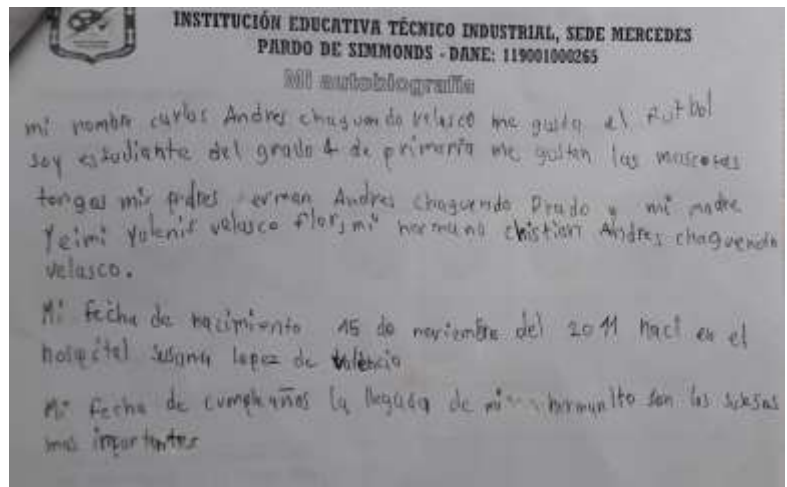 INSTITUCIÓN EDUCATIVA TÉCNICO INDUSTRIAL, SEDE MERCEDES
PARDO DE SIMMONDS - DANE: 119001000265
Mi autobiografía
mi nombre carlos Andres chaguendo velasco me gusta el futbol
soy estudiante del grado 4 de primaria me gustan las mascotas
tengas mis padres erman Andres chaguendo Prado y mi madre
Yeimi Yulenis velasco flor, mi hermano chistian Andres chaguendo
velasco.
Mi fecha de nacimiento 15 de noviembre del 2011 naci en el
hospital susana lopez de valencia
Mi fecha de cumpleaños la llegada de mi hermanito son los
mas importantes